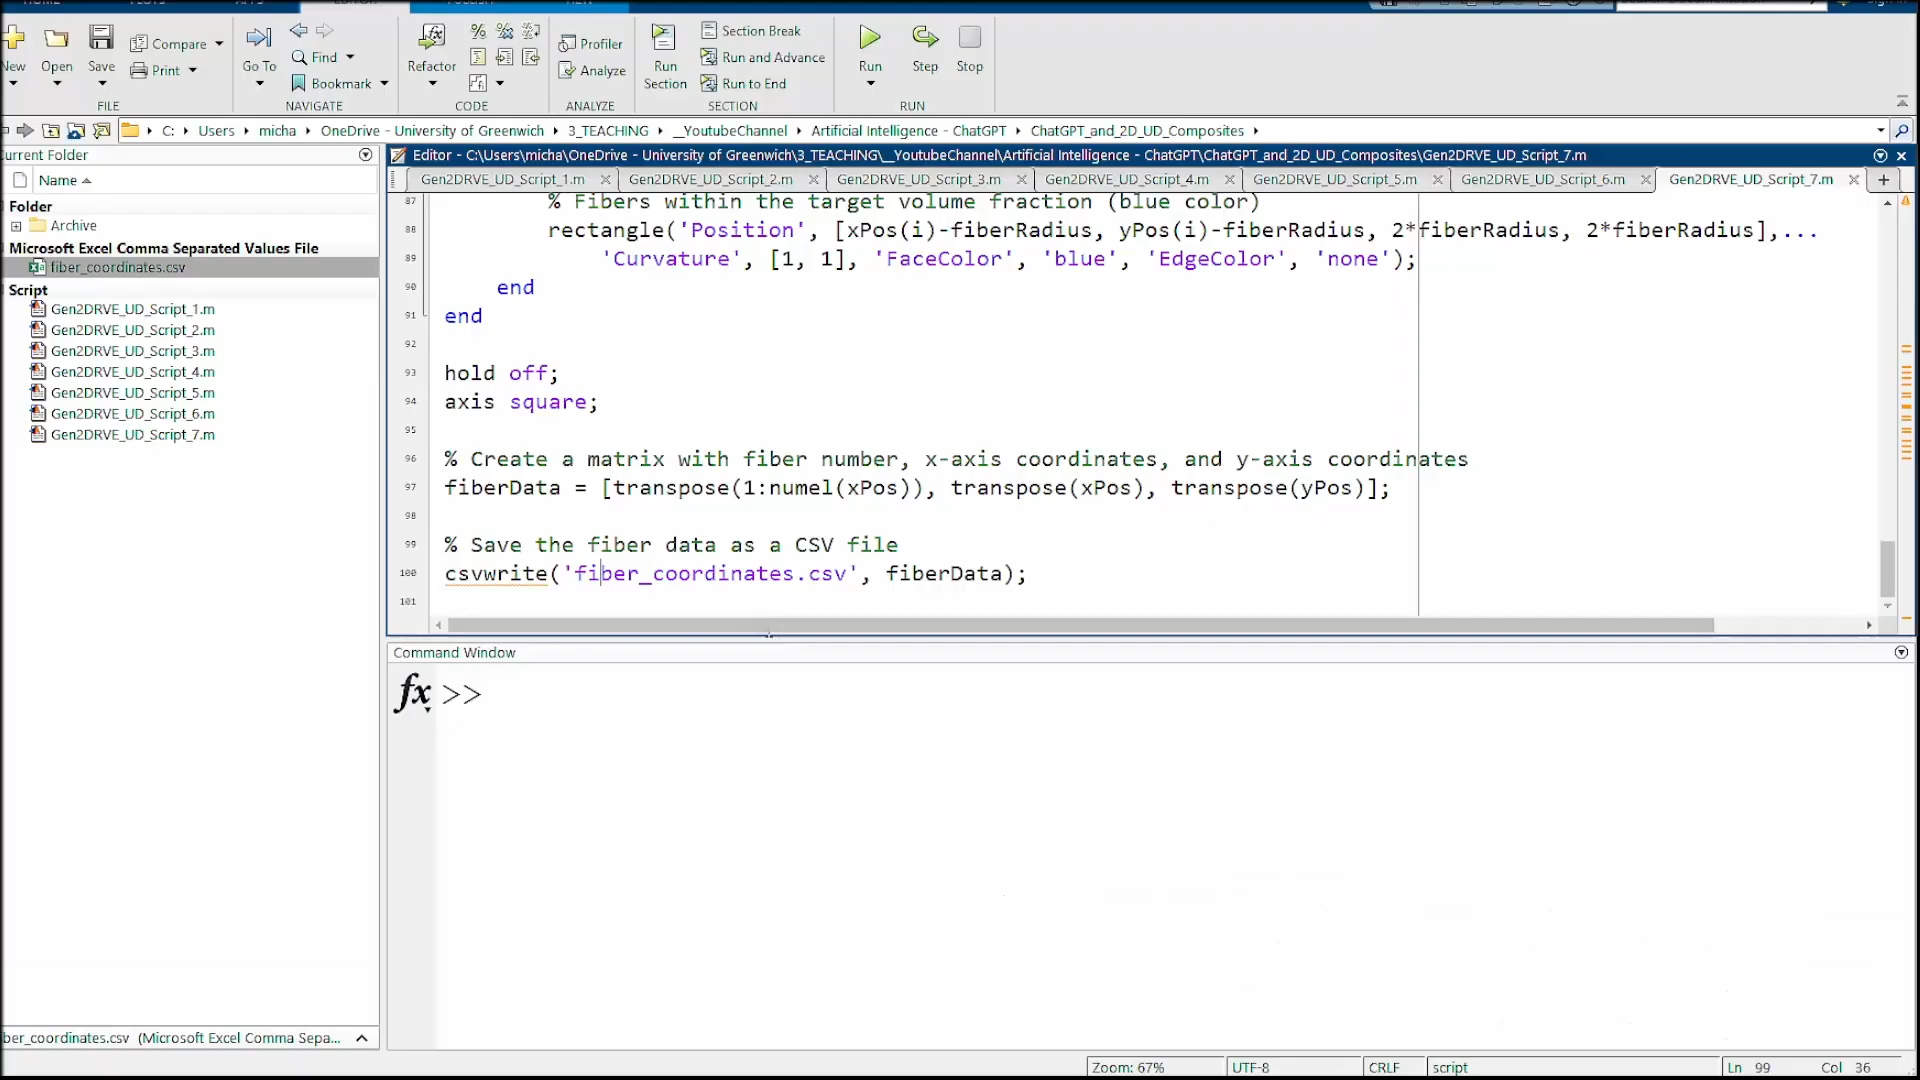 HOME PLOTS APPS EDITOR PUBLISH VIEW
New
Open
Save
Compare
Print
FILE
Go To
Find
Bookmark
NAVIGATE
Refactor
CODE
Profiler
Analyze
ANALYZE
Run
Section
Section Break
Run and Advance
Run to End
SECTION
Run
Step
Stop
RUN
C: Users micha OneDrive - University of Greenwich 3_TEACHING __YoutubeChannel Artificial Intelligence - ChatGPT ChatGPT_and_2D_UD_Composites
urrent Folder
Name
Folder
Archive
Microsoft Excel Comma Separated Values File
fiber_coordinates.csv
Script
Gen2DRVE_UD_Script_1.m
Gen2DRVE_UD_Script_2.m
Gen2DRVE_UD_Script_3.m
Gen2DRVE_UD_Script_4.m
Gen2DRVE_UD_Script_5.m
Gen2DRVE_UD_Script_6.m
Gen2DRVE_UD_Script_7.m
ber_coordinates.csv (Microsoft Excel Comma Sepa...
Editor - C:\Users\micha\OneDrive - University of Greenwich\3_TEACHING\__YoutubeChannel\Artificial Intelligence - ChatGPT\ChatGPT_and_2D_UD_Composites\Gen2DRVE_UD_Script_7.m
Gen2DRVE_UD_Script_1.m Gen2DRVE_UD_Script_2.m Gen2DRVE_UD_Script_3.m Gen2DRVE_UD_Script_4.m Gen2DRVE_UD_Script_5.m Gen2DRVE_UD_Script_6.m Gen2DRVE_UD_Script_7.m
87 % Fibers within the target volume fraction (blue color)
88 rectangle('Position', [xPos(i)-fiberRadius, yPos(i)-fiberRadius, 2*fiberRadius, 2*fiberRadius],...
89 'Curvature', [1, 1], 'FaceColor', 'blue', 'EdgeColor', 'none');
90 end
91 end
92
93 hold off;
94 axis square;
95
96 % Create a matrix with fiber number, x-axis coordinates, and y-axis coordinates
97 fiberData = [transpose(1:numel(xPos)), transpose(xPos), transpose(yPos)];
98
99 % Save the fiber data as a CSV file
100 csvwrite('fiber_coordinates.csv', fiberData);
101
Command Window
fx >>
Zoom: 67% UTF-8 CRLF script Ln 99 Col 36